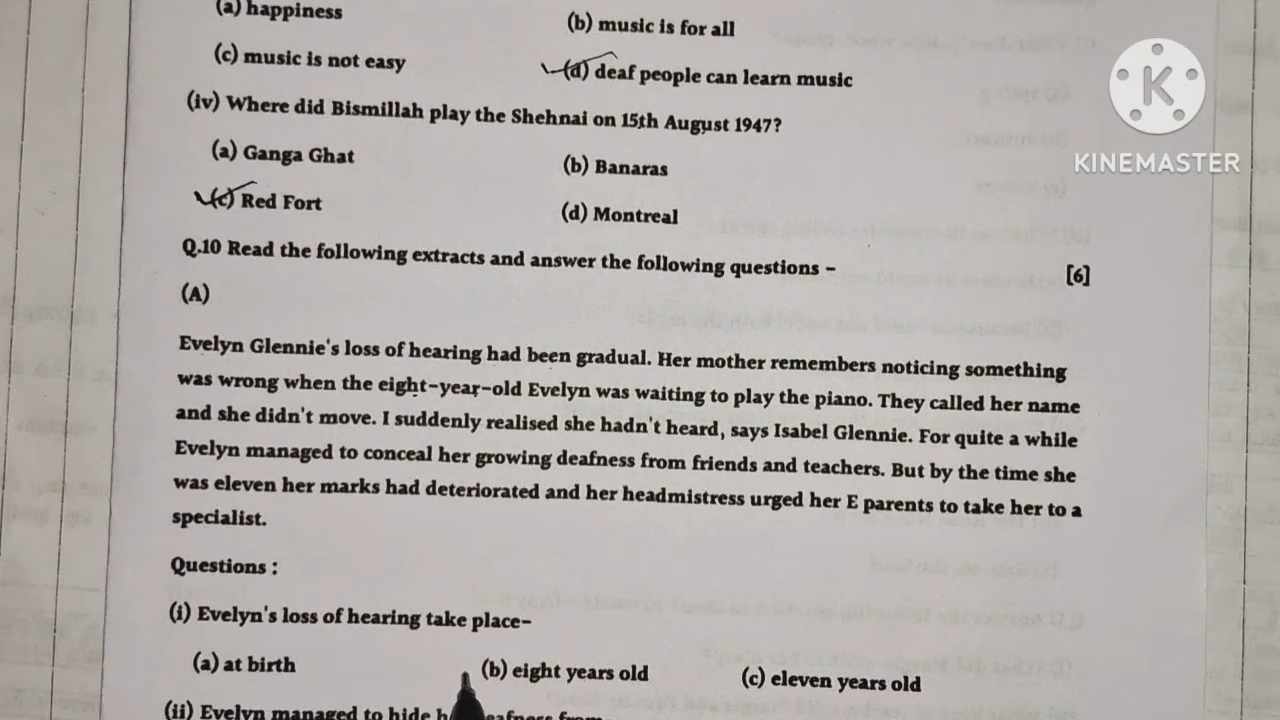 (a) happiness
(b) music is for all
(c) music is not easy
(d) deaf people can learn music
(iv) Where did Bismillah play the Shehnai on 15th August 1947?
(a) Ganga Ghat
(b) Banaras
(c) Red Fort
(d) Montreal
Q.10 Read the following extracts and answer the following questions – [6]
(A)
Evelyn Glennie's loss of hearing had been gradual. Her mother remembers noticing something
was wrong when the eight-year-old Evelyn was waiting to play the piano. They called her name
and she didn't move. I suddenly realised she hadn't heard, says Isabel Glennie. For quite a while
Evelyn managed to conceal her growing deafness from friends and teachers. But by the time she
was eleven her marks had deteriorated and her headmistress urged her E parents to take her to a
specialist.
Questions :
(i) Evelyn's loss of hearing take place–
(a) at birth
(b) eight years old
(c) eleven years old
(ii) Evelyn managed to hide
K
KINEMASTER